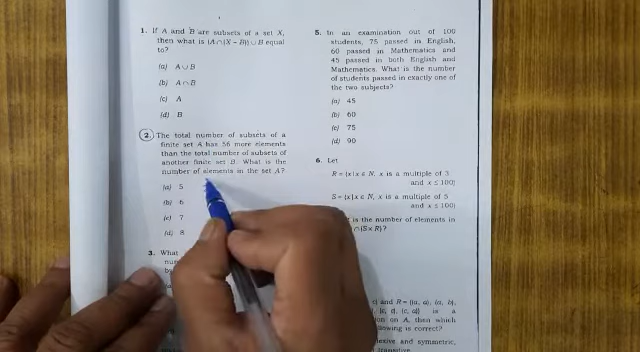 1. If A and B are subsets of a set X,
then what is {A∩(X – B)} ∪ B equal
to?
(a) A ∪ B
(b) A ∩ B
(c) A
(d) B
2. The total number of subsets of a
finite set A has 56 more elements
than the total number of subsets of
another finite set B. What is the
number of elements in the set A?
(a) 5
(b) 6
(c) 7
(d) 8
3. What
5. In an examination out of 100
students, 75 passed in English,
60 passed in Mathematics and
45 passed in both English and
Mathematics. What is the number
of students passed in exactly one of
the two subjects?
(a) 45
(b) 60
(c) 75
(d) 90
6. Let
R = {x|x ∈ N, x is a multiple of 3
and x ≤ 100}
S = {x|x ∈ N, x is a multiple of 5
and x ≤ 100}
is the number of elements in
∩(S×R)?
and R = {(a, a), (a, b),
is a
on A, then which
following is correct?
and symmetric,
transitive